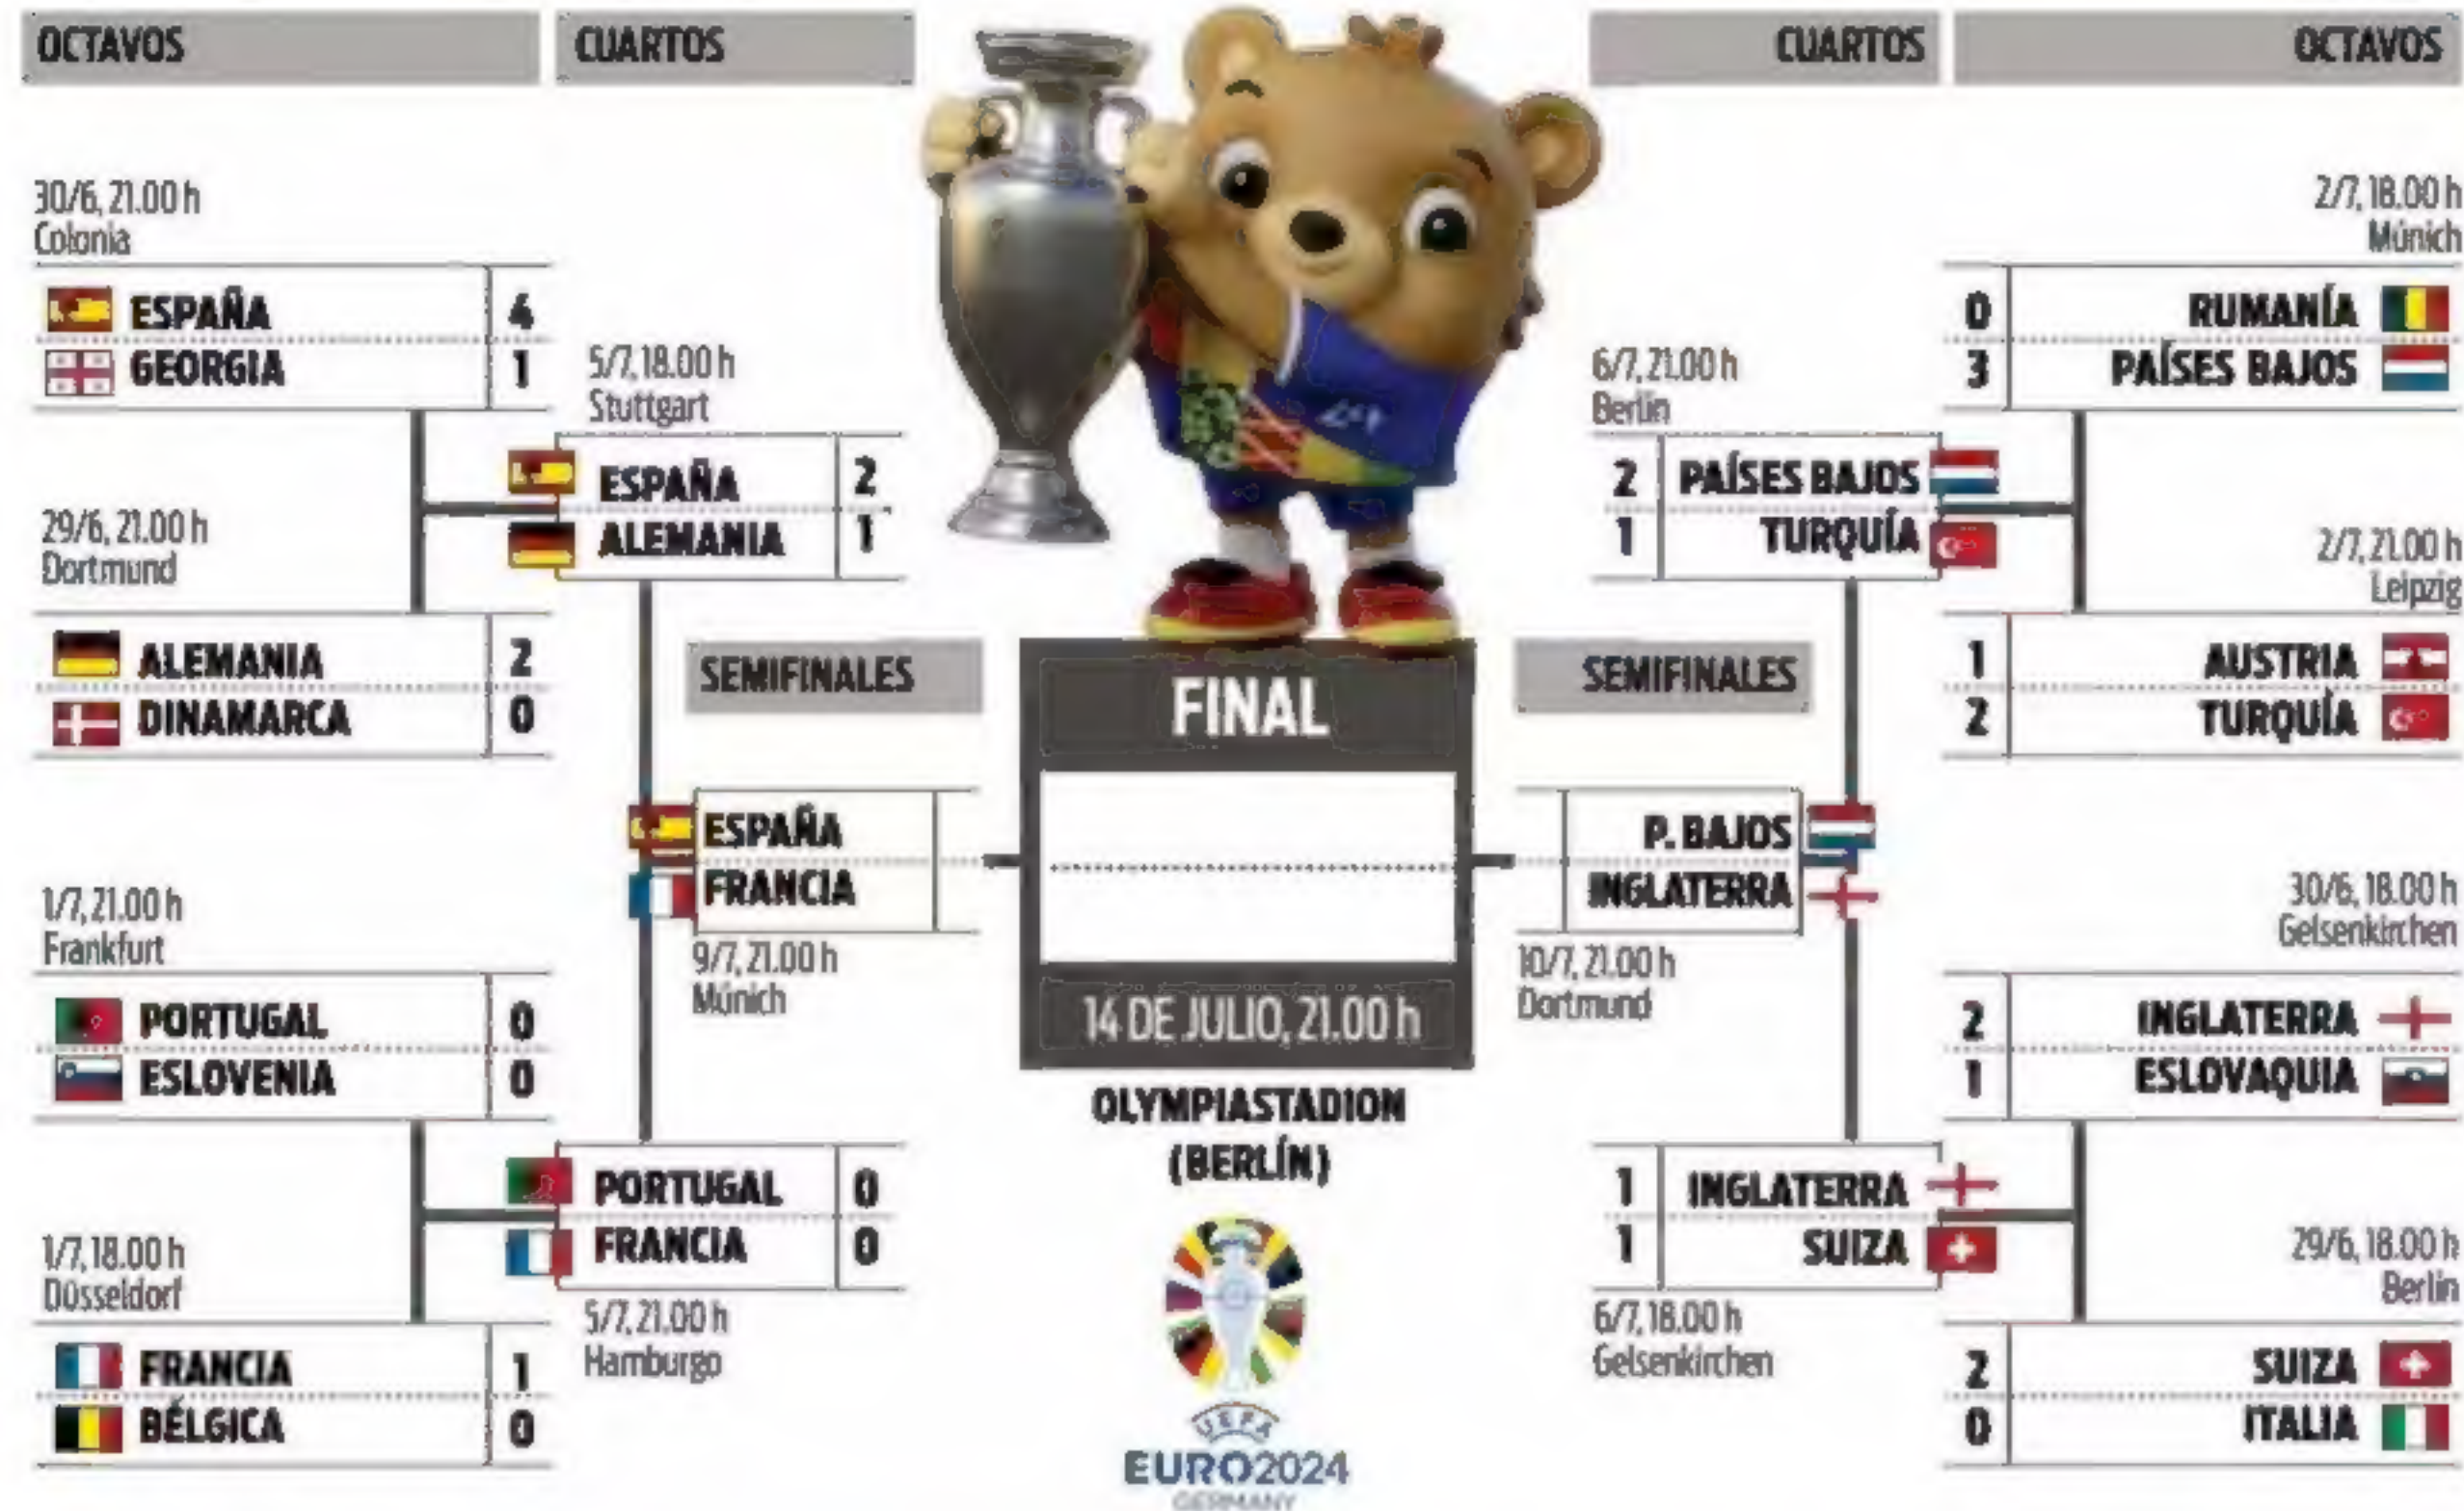 OCTAVOS
CUARTOS
30/6, 21.00 h
Colonia
ESPAÑA 4
GEORGIA 1
29/6, 21.00 h
Dortmund
ALEMANIA 2
DINAMARCA 0
5/7, 18.00 h
Stuttgart
ESPAÑA 2
ALEMANIA 1
1/7, 21.00 h
Frankfurt
PORTUGAL 0
ESLOVENIA 0
1/7, 18.00 h
Düsseldorf
FRANCIA 1
BÉLGICA 0
PORTUGAL 0
FRANCIA 0
5/7, 21.00 h
Hamburgo
SEMIFINALES
ESPAÑA
FRANCIA
9/7, 21.00 h
Múnich
FINAL
14 DE JULIO, 21.00 h
OLYMPIASTADION
(BERLÍN)
UEFA
EURO2024
GERMANY
SEMIFINALES
P. BAJOS
INGLATERRA
10/7, 21.00 h
Dortmund
CUARTOS
OCTAVOS
6/7, 21.00 h
Berlin
2 PAÍSES BAJOS
1 TURQUÍA
2/7, 18.00 h
Múnich
0 RUMANÍA
3 PAÍSES BAJOS
2/7, 21.00 h
Leipzig
1 AUSTRIA
2 TURQUÍA
30/6, 18.00 h
Gelsenkirchen
2 INGLATERRA
1 ESLOVAQUIA
1 INGLATERRA
1 SUIZA
6/7, 18.00 h
Gelsenkirchen
29/6, 18.00 h
Berlin
2 SUIZA
0 ITALIA